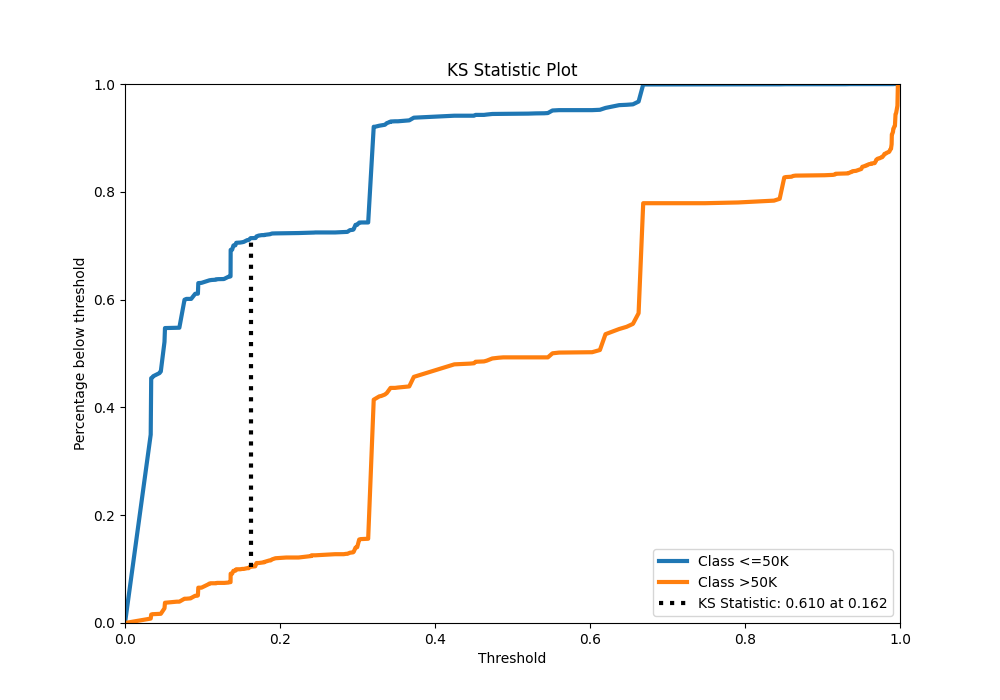 KS Statistic Plot
1.0
0.8
0.6
0.4
0.2
0.0
Percentage below threshold
Class <=50K
Class >50K
KS Statistic: 0.610 at 0.162
0.0 0.2 0.4 0.6 0.8 1.0
Threshold